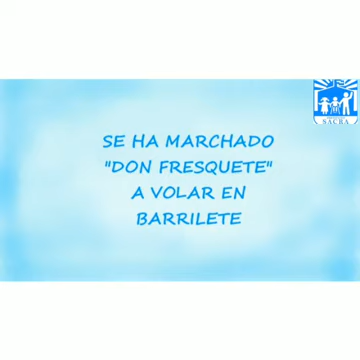 SACRA
SE HA MARCHADO
"DON FRESQUETE"
A VOLAR EN
BARRILETE